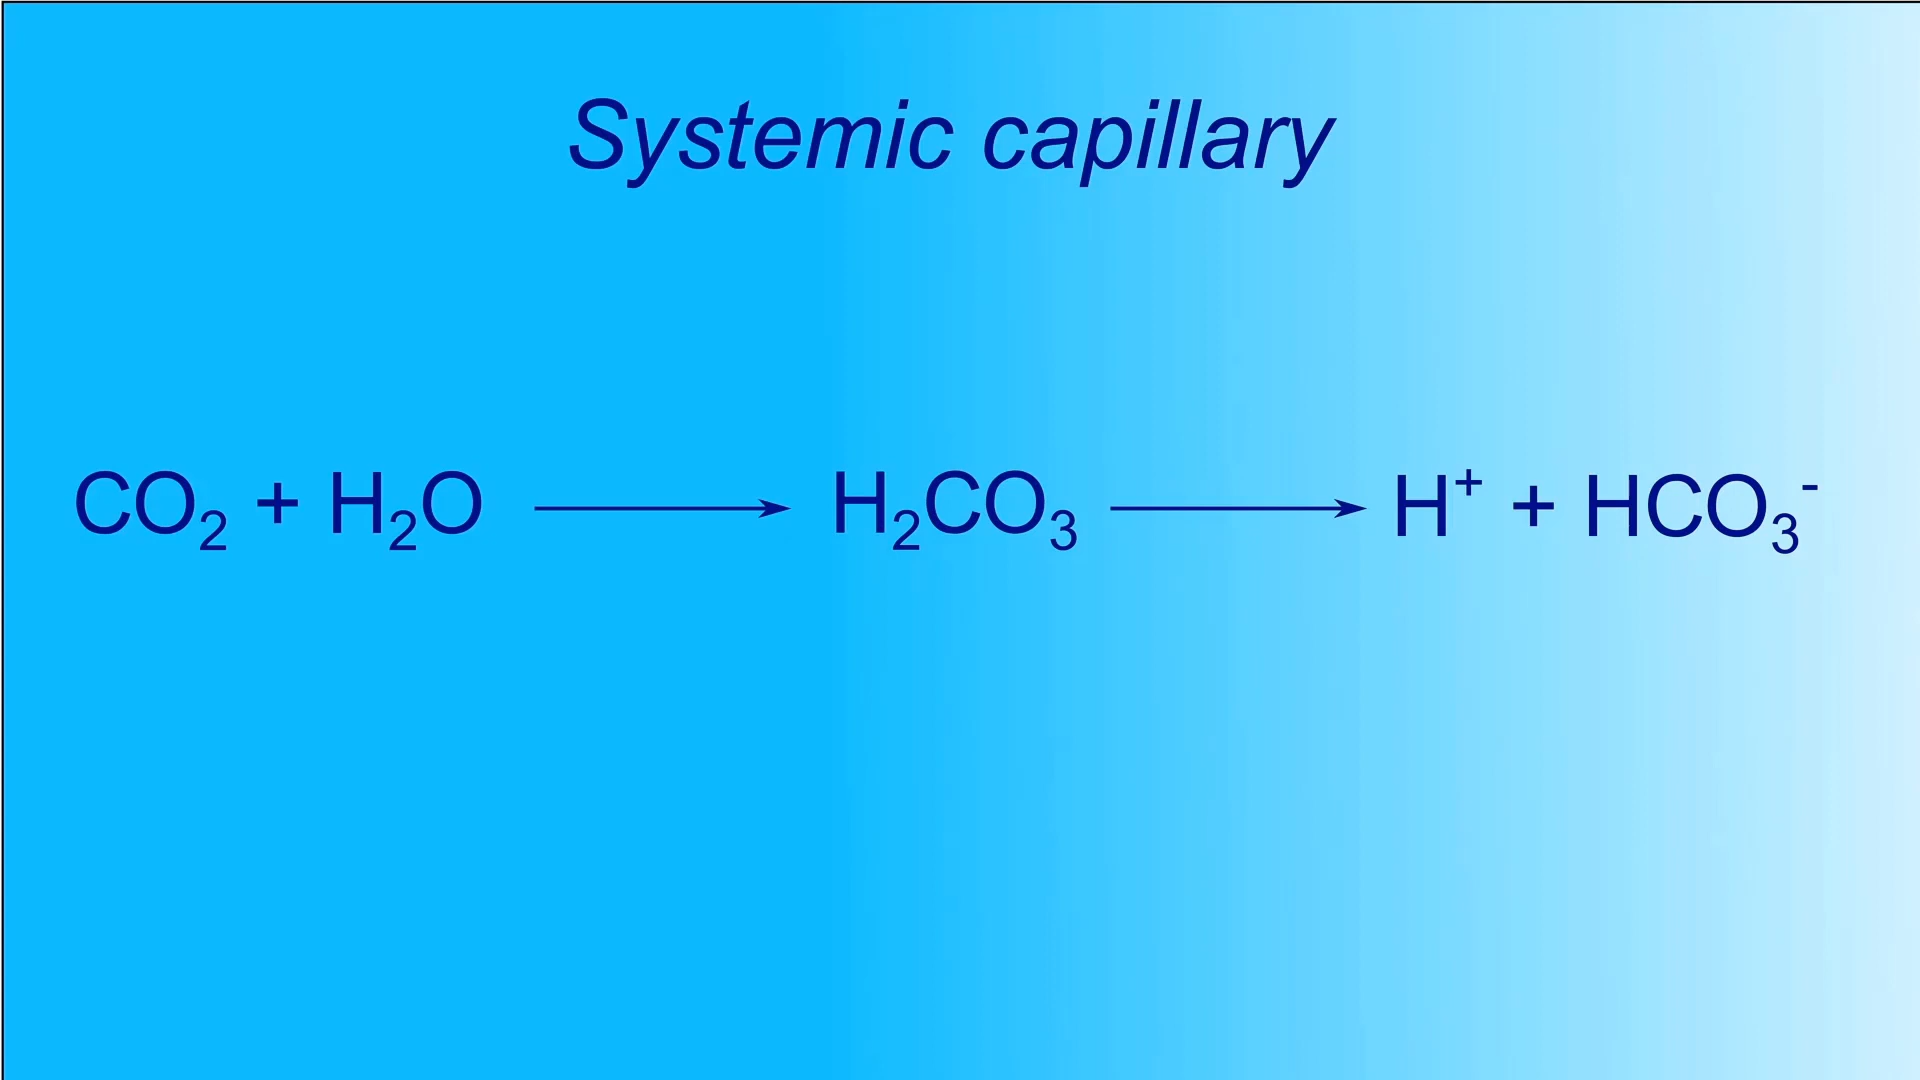 Systemic capillary
CO₂ + H₂O ⟶ H₂CO₃ ⟶ H⁺ + HCO₃⁻